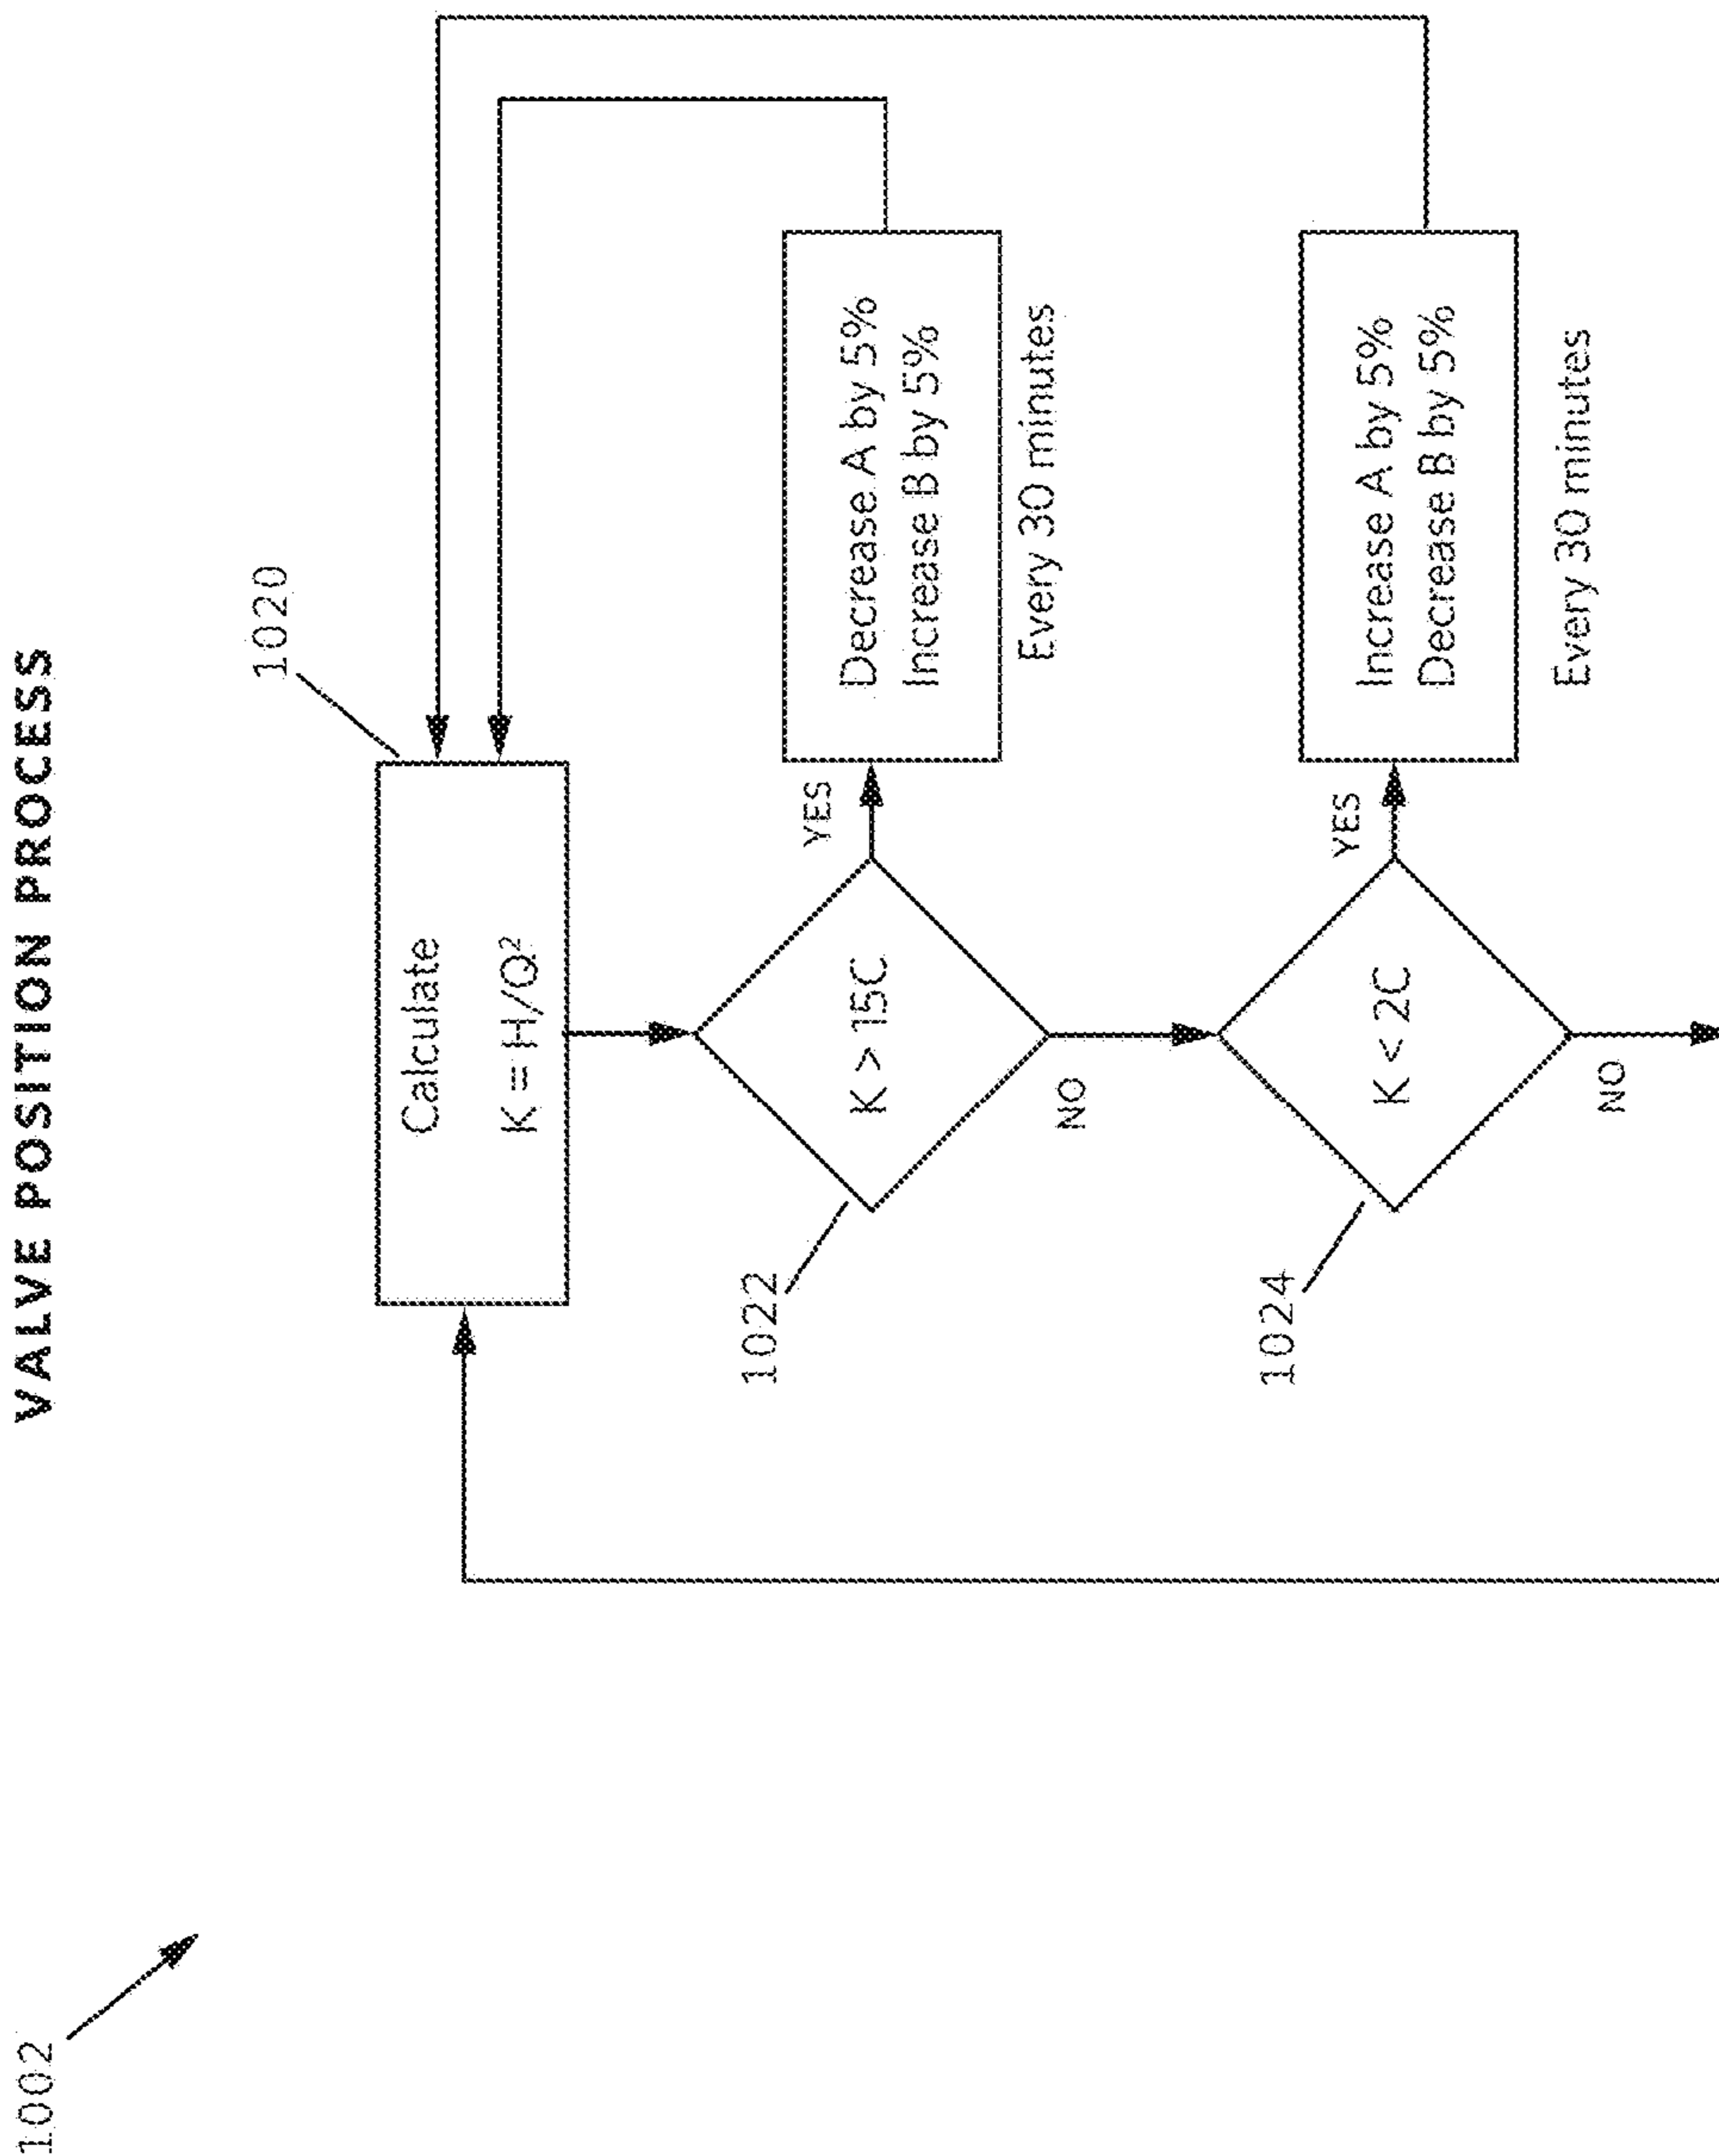 1002
VALVE POSITION PROCESS
1020
Calculate
K = H/Q²
1022
K > 15C
YES
Decrease A by 5%
Increase B by 5%
Every 30 minutes
NO
1024
K < 2C
YES
Increase A by 5%
Decrease B by 5%
Every 30 minutes
NO